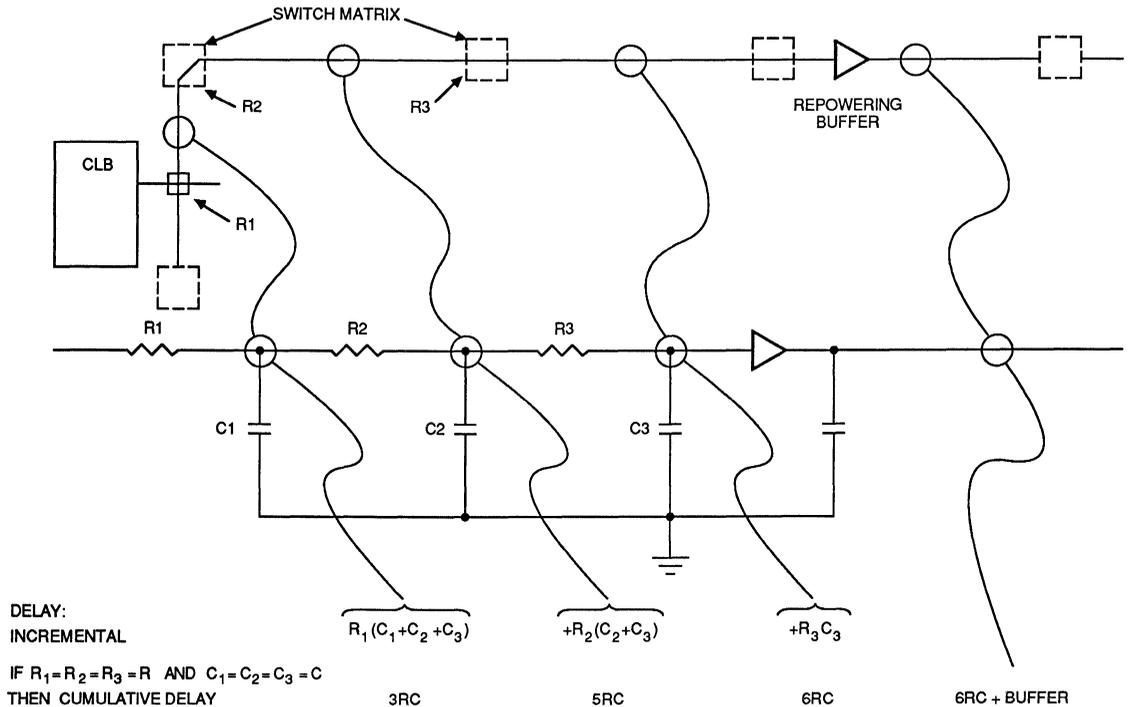 SWITCH MATRIX
R2
R3
REPOWERING
BUFFER
CLB
R1
R1
R2
R3
C1
C2
C3
DELAY:
INCREMENTAL
R₁(C₁+C₂+C₃)
+R₂(C₂+C₃)
+R₃C₃
IF R₁=R₂=R₃=R AND C₁=C₂=C₃=C
THEN CUMULATIVE DELAY
3RC
5RC
6RC
6RC + BUFFER